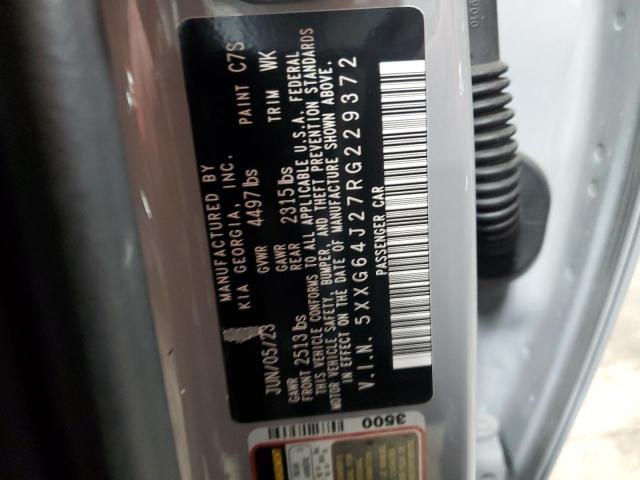 MANUFACTURED BY
KIA GEORGIA, INC.
JUN/05/23 GVWR 4497lbs PAINT C7S
GAWR FRONT 2513lbs GAWR REAR 2315lbs TRIM WK
THIS VEHICLE CONFORMS TO ALL APPLICABLE U.S.A. FEDERAL
MOTOR VEHICLE SAFETY, BUMPER, AND THEFT PREVENTION STANDARDS
IN EFFECT ON THE DATE OF MANUFACTURE SHOWN ABOVE.
V.I.N. 5XXG64J27RG229372
PASSENGER CAR
3500